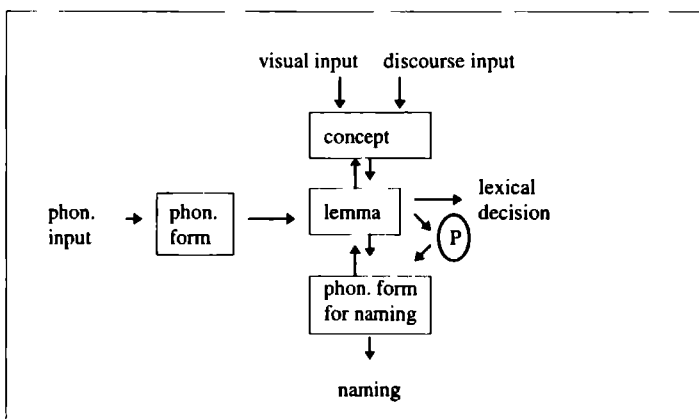 visual input discourse input
concept
lexical
decision
phon.
input
phon.
form
lemma
P
phon. form
for naming
naming